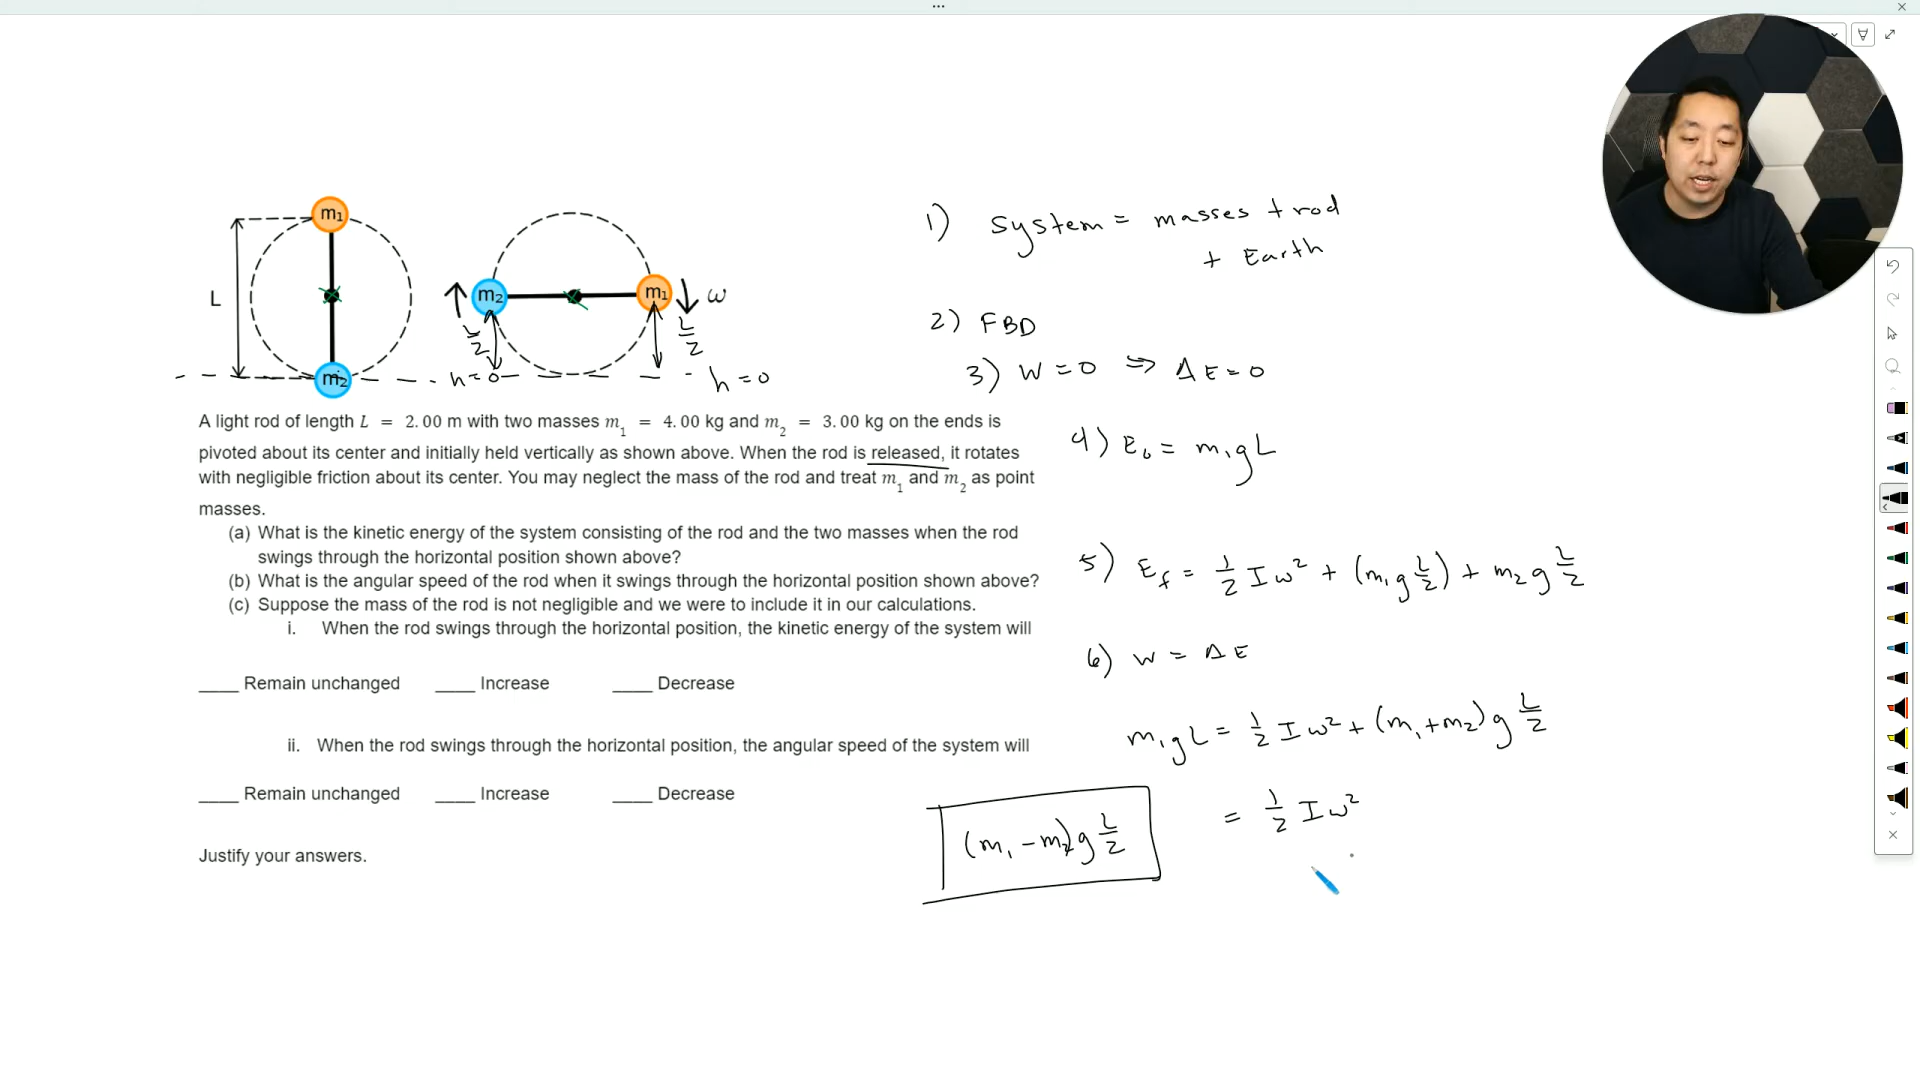 m₁
m₂
L
m₂
m₁
ω
L/2
L/2
h = 0
h = 0
A light rod of length L = 2.00 m with two masses m₁ = 4.00 kg and m₂ = 3.00 kg on the ends is
pivoted about its center and initially held vertically as shown above. When the rod is released, it rotates
with negligible friction about its center. You may neglect the mass of the rod and treat m₁ and m₂ as point
masses.
(a) What is the kinetic energy of the system consisting of the rod and the two masses when the rod
swings through the horizontal position shown above?
(b) What is the angular speed of the rod when it swings through the horizontal position shown above?
(c) Suppose the mass of the rod is not negligible and we were to include it in our calculations.
i. When the rod swings through the horizontal position, the kinetic energy of the system will
____ Remain unchanged ____ Increase ____ Decrease
ii. When the rod swings through the horizontal position, the angular speed of the system will
____ Remain unchanged ____ Increase ____ Decrease
Justify your answers.
1) System = masses + rod
+ Earth
2) FBD
3) W = 0 ⇒ ΔE = 0
4) E₀ = m₁gL
5) E_f = 1/2 Iω² + (m₁g L/2) + m₂g L/2
6) W = ΔE
m₁gL = 1/2 Iω² + (m₁+m₂)g L/2
(m₁ - m₂)g L/2 = 1/2 Iω²